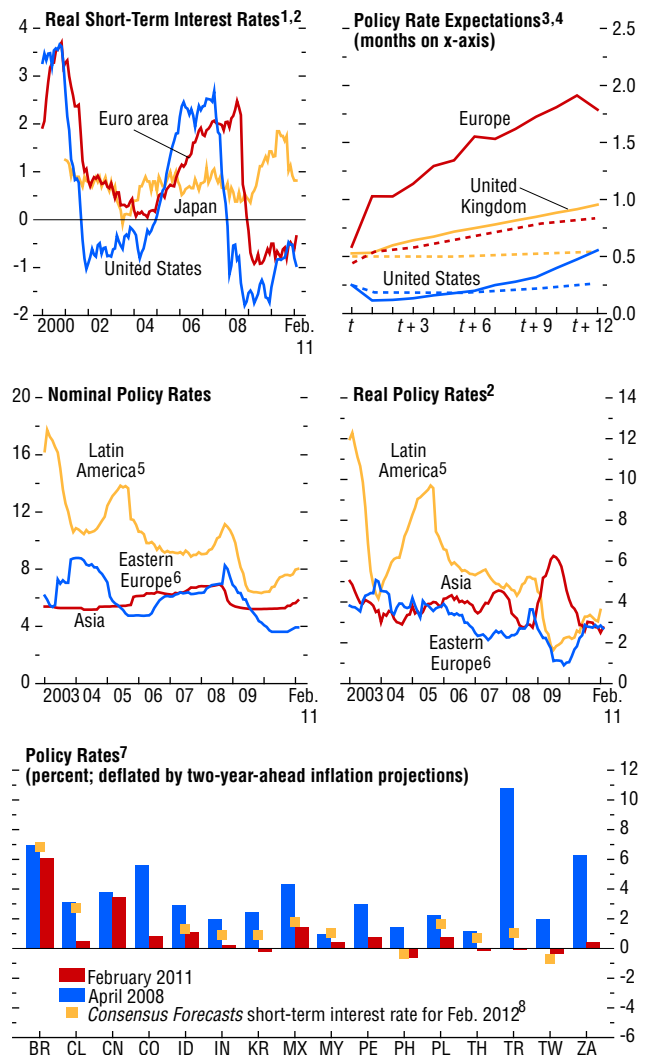 Real Short-Term Interest Rates1,2
4
3
2
1
0
-1
-2
Euro area
Japan
United States
2000 02 04 06 08 Feb.
11
Policy Rate Expectations3,4
(months on x-axis)
2.5
2.0
1.5
1.0
0.5
0.0
Europe
United
Kingdom
United States
t t + 3 t + 6 t + 9 t + 12
Nominal Policy Rates
20
16
12
8
4
0
Latin
America5
Eastern
Europe6
Asia
2003 04 05 06 07 08 09 Feb.
11
Real Policy Rates2
14
12
10
8
6
4
2
0
Latin
America5
Asia
Eastern
Europe6
2003 04 05 06 07 08 09 Feb.
11
Policy Rates7
(percent; deflated by two-year-ahead inflation projections)
12
10
8
6
4
2
0
-2
-4
-6
February 2011
April 2008
Consensus Forecasts short-term interest rate for Feb. 20128
BR CL CN CO ID IN KR MX MY PE PH PL TH TR TW ZA